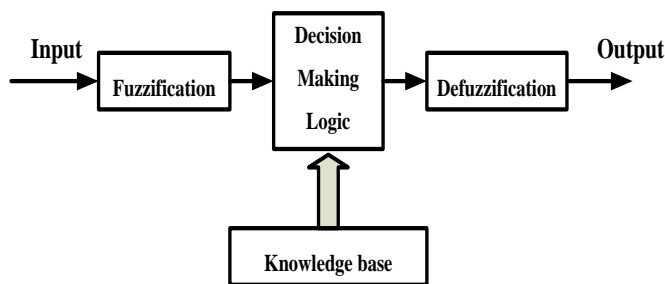 Input
Fuzzification
Decision
Making
Logic
Defuzzification
Output
Knowledge base